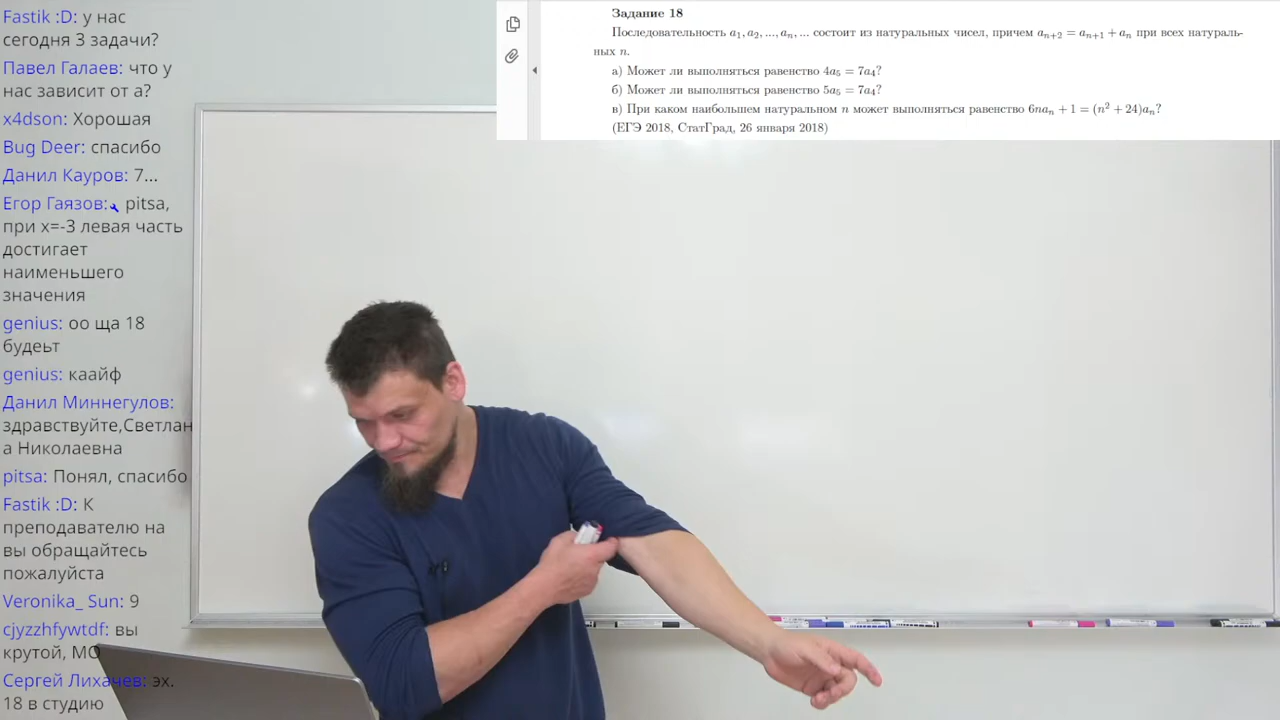 Fastik :D: у нас
сегодня 3 задачи?
Павел Галаев: что у
нас зависит от а?
x4dson: Хорошая
Bug Deer: спасибо
Данил Кауров: 7...
Егор Гаязов: pitsa,
при x=-3 левая часть
достигает
наименьшего
значения
genius: оо ща 18
будеьт
genius: каайф
Данил Миннегулов:
здравствуйте,Светлан
а Николаевна
pitsa: Понял, спасибо
Fastik :D: К
преподавателю на
вы обращайтесь
пожалуйста
Veronika_ Sun: 9
cjyzzhfywtdf: вы
крутой, МО
Сергей Лихачев: эх.
18 в студию
Задание 18
Последовательность a₁, a₂, ..., aₙ, ... состоит из натуральных чисел, причем aₙ₊₂ = aₙ₊₁ + aₙ при всех натураль-
ных n.
а) Может ли выполняться равенство 4a₅ = 7a₄?
б) Может ли выполняться равенство 5a₅ = 7a₄?
в) При каком наибольшем натуральном n может выполняться равенство 6naₙ + 1 = (n² + 24)aₙ?
(ЕГЭ 2018, СтатГрад, 26 января 2018)